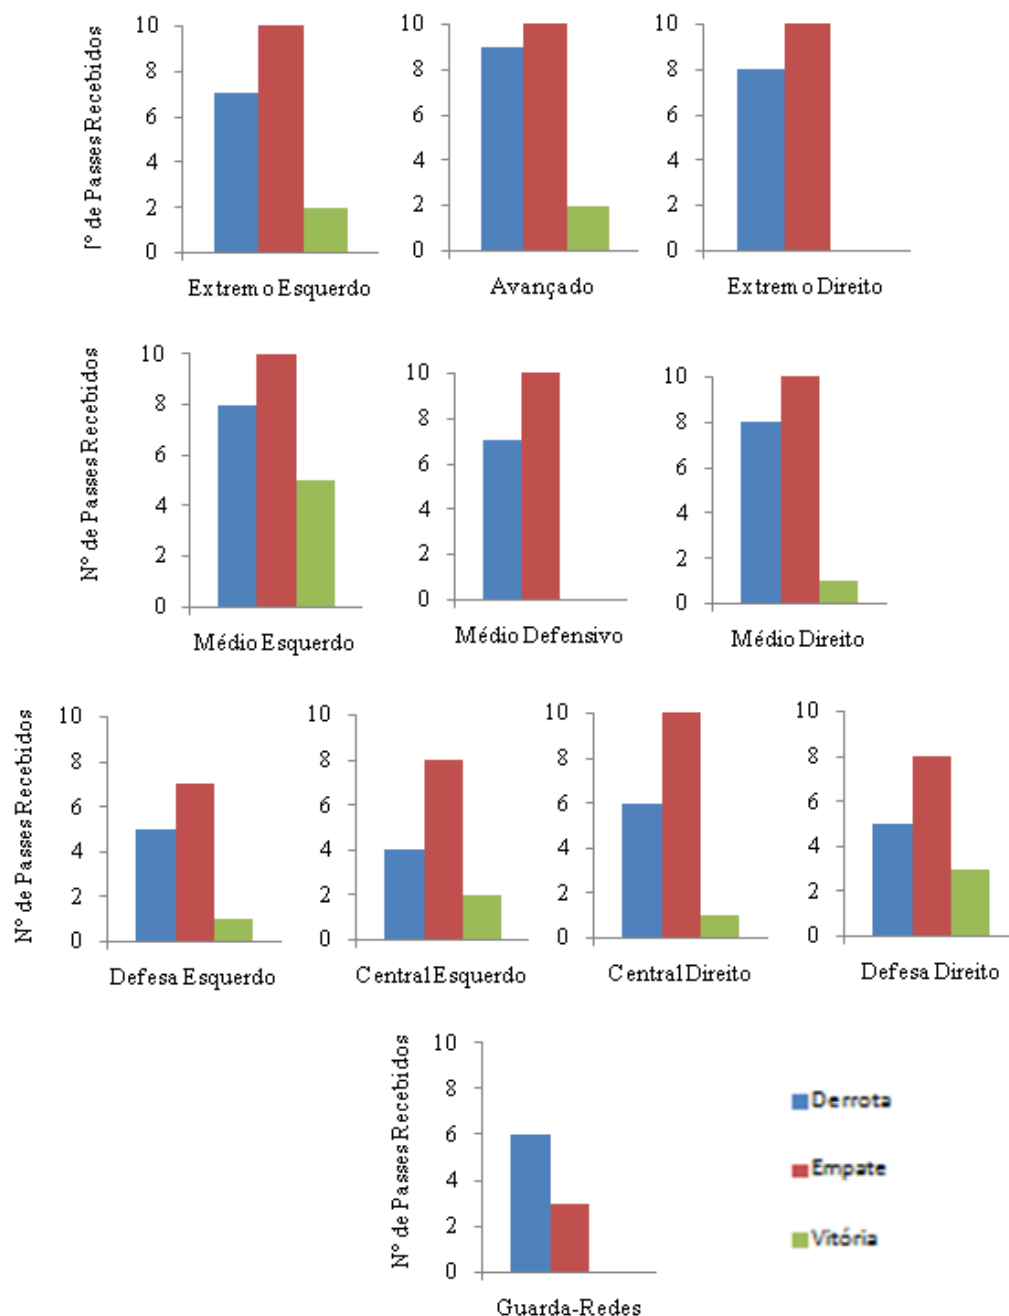 Iº de Passes Recebidos
10 10 10
8 8 8
6 6 6
4 4 4
2 2 2
0 0 0
Extremo Esquerdo Avançado Extremo Direito
Nº de Passes Recebidos
10 10 10
8 8 8
6 6 6
4 4 4
2 2 2
0 0 0
Médio Esquerdo Médio Defensivo Médio Direito
Nº de Passes Recebidos
10 10 10 10
8 8 8 8
6 6 6 6
4 4 4 4
2 2 2 2
0 0 0 0
Defesa Esquerdo Central Esquerdo Central Direito Defesa Direito
Nº de Passes Recebidos
10
8
6
4
2
0
Guarda-Redes
Derrota
Empate
Vitória